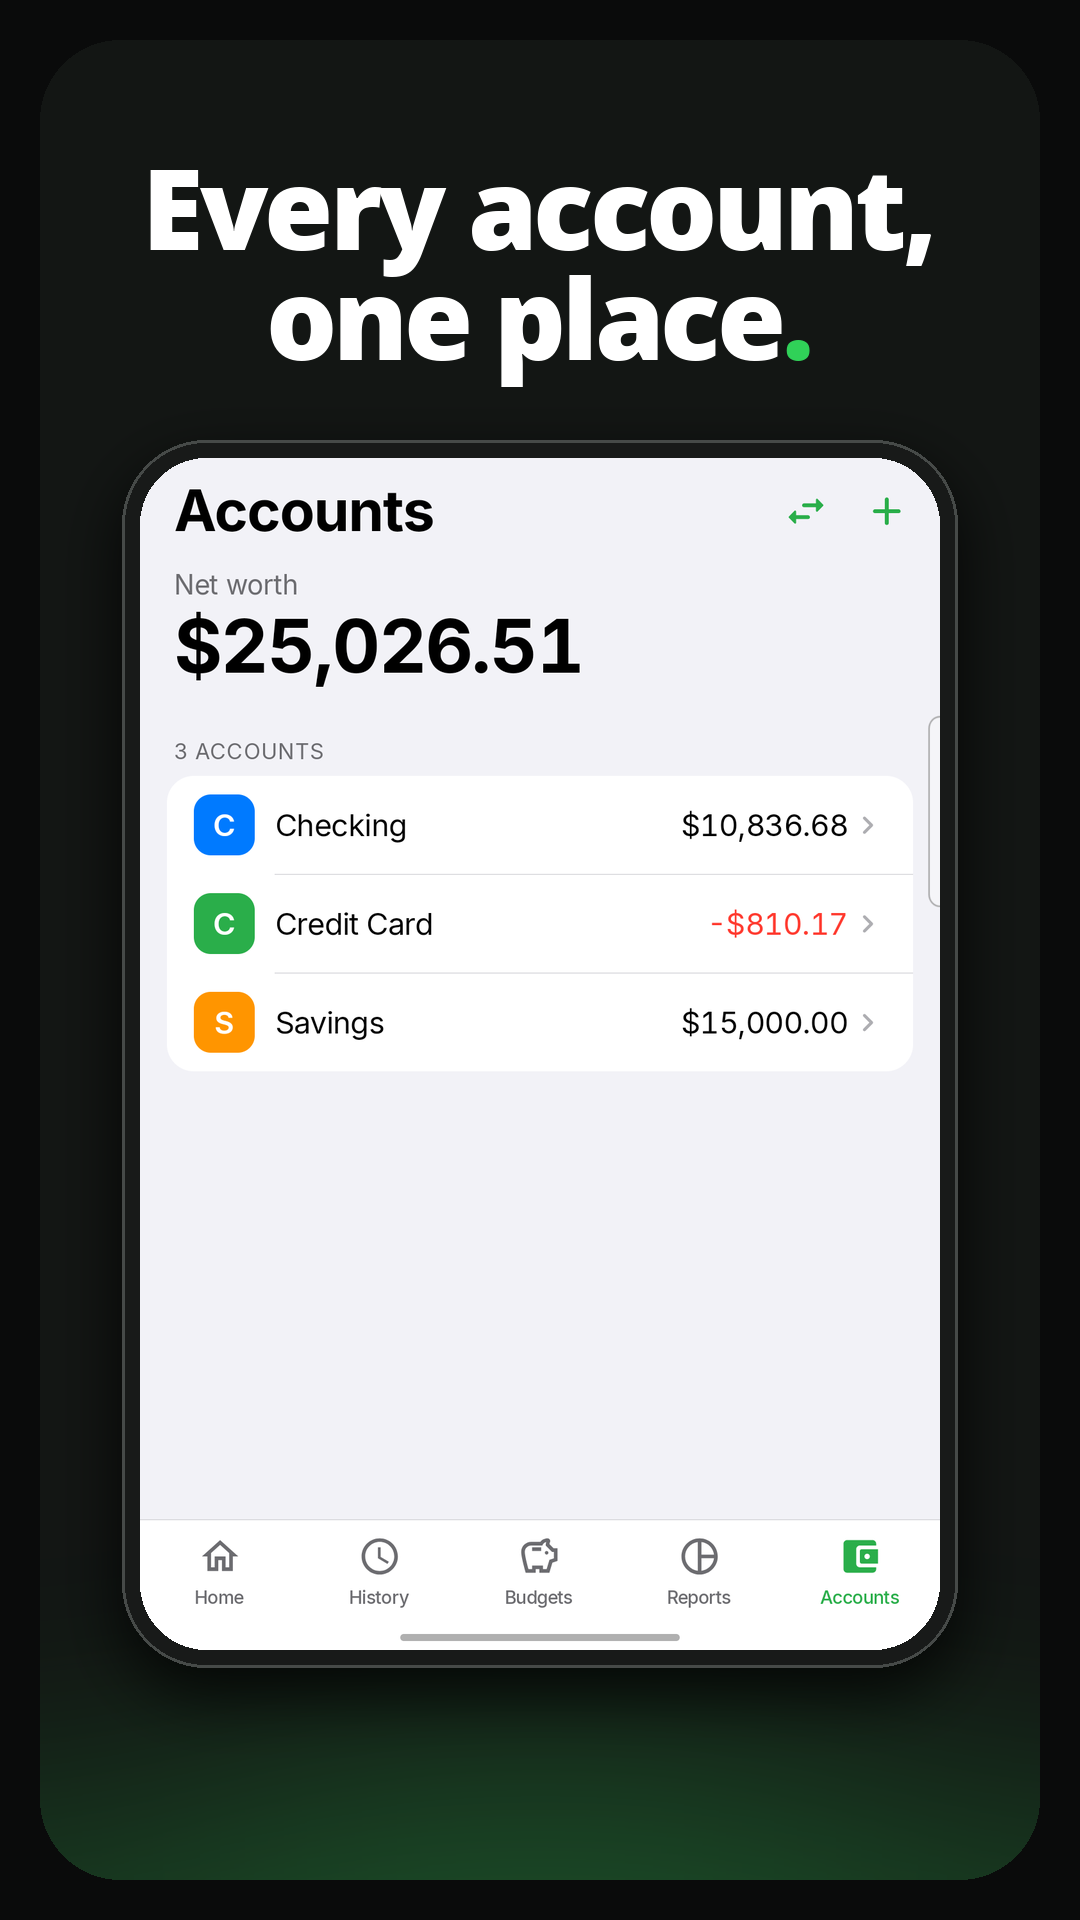 Every account,
one place.
Accounts
Net worth
$25,026.51
3 ACCOUNTS
C Checking $10,836.68
C Credit Card -$810.17
S Savings $15,000.00
Home History Budgets Reports Accounts